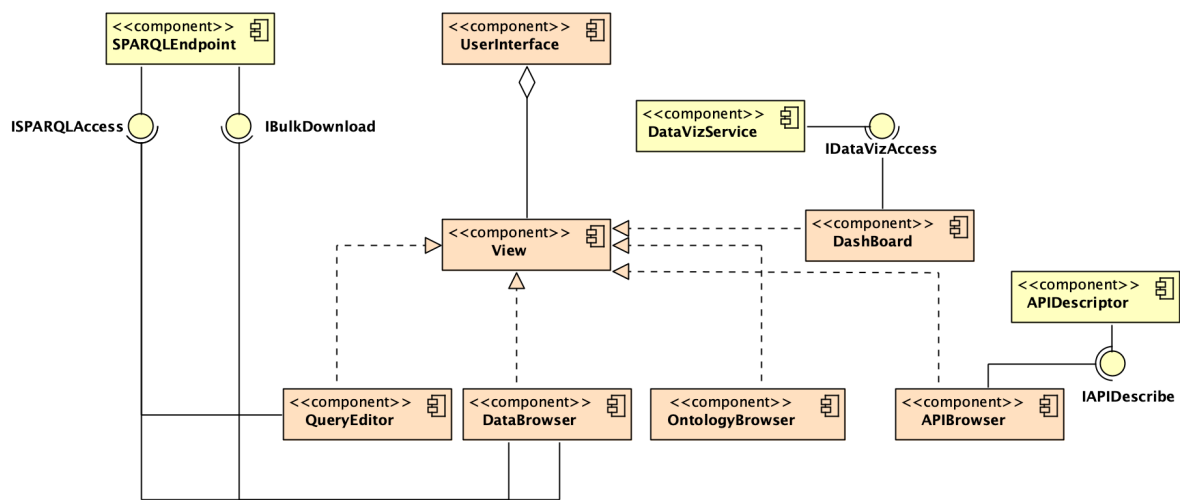 <<component>>
SPARQLEndpoint
<<component>>
UserInterface
ISPARQLAccess
IBulkDownload
<<component>>
DataVizService
IDataVizAccess
<<component>>
View
<<component>>
DashBoard
<<component>>
APIDescriptor
IAPIDescribe
<<component>>
QueryEditor
<<component>>
DataBrowser
<<component>>
OntologyBrowser
<<component>>
APIBrowser